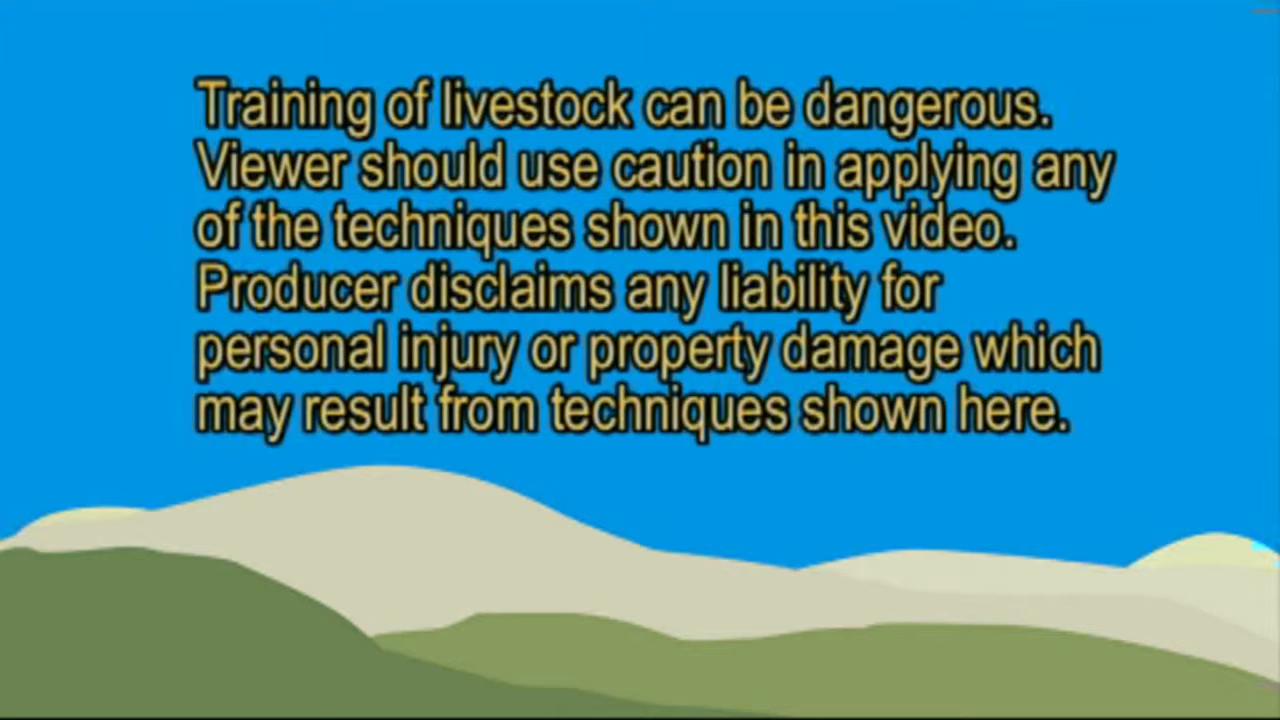 Training of livestock can be dangerous.
Viewer should use caution in applying any
of the techniques shown in this video.
Producer disclaims any liability for
personal injury or property damage which
may result from techniques shown here.